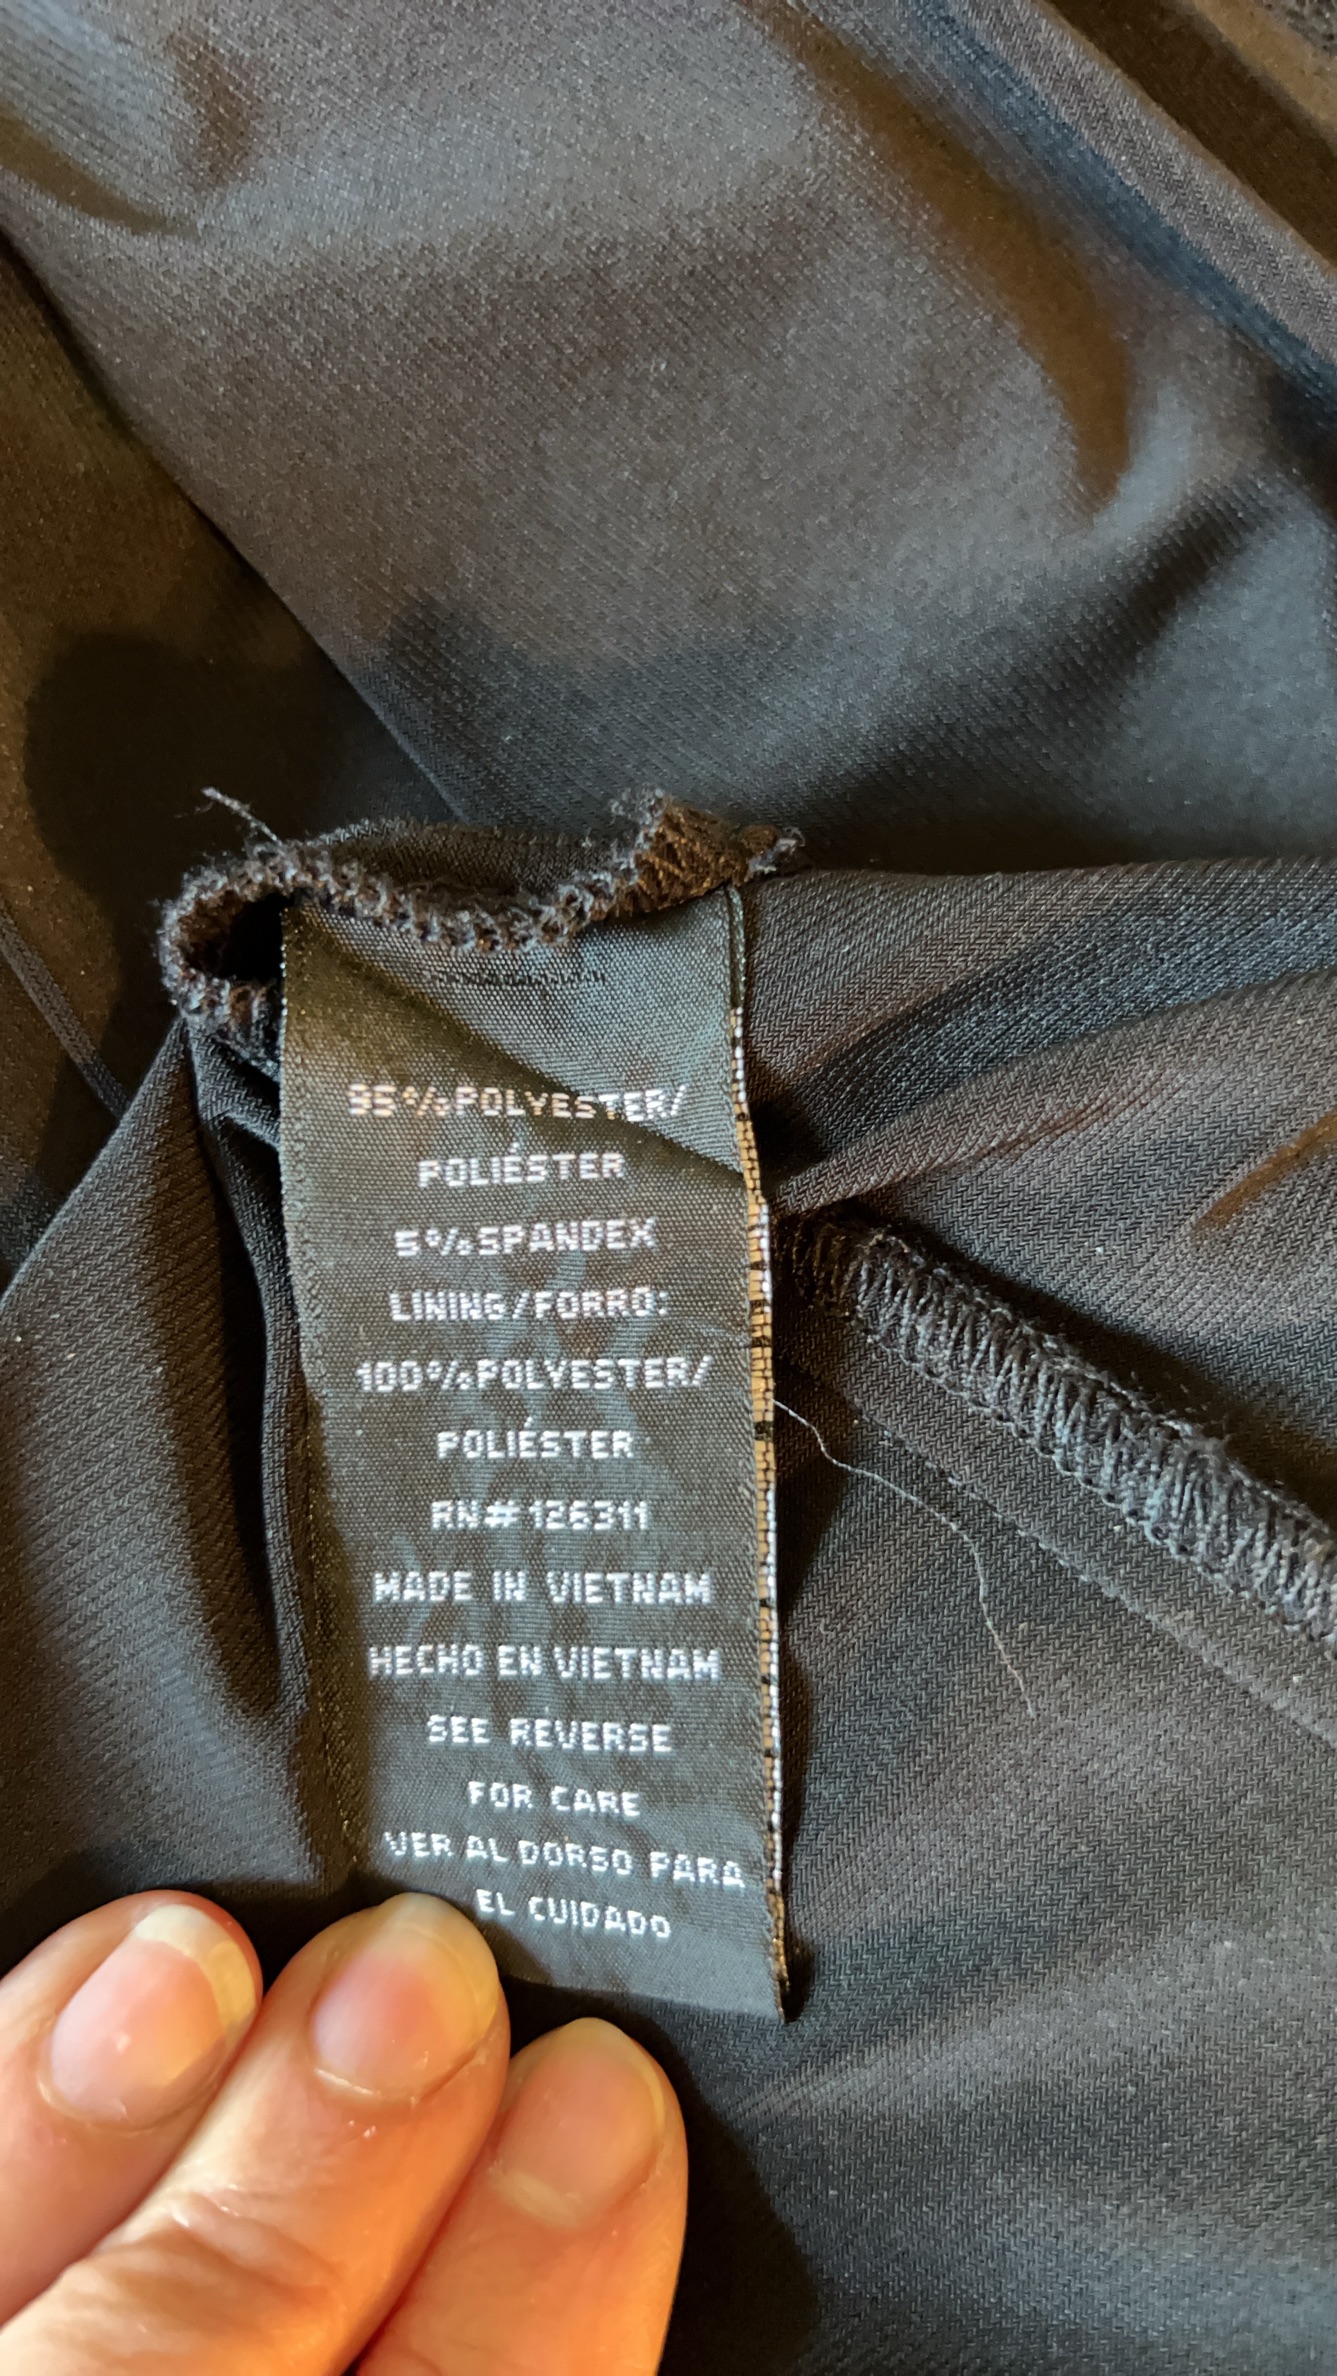 95%POLYESTER/
POLIÉSTER
5%SPANDEX
LINING/FORRO:
100%POLYESTER/
POLIÉSTER
RN#126311
MADE IN VIETNAM
HECHO EN VIETNAM
SEE REVERSE
FOR CARE
VER AL DORSO PARA
EL CUIDADO